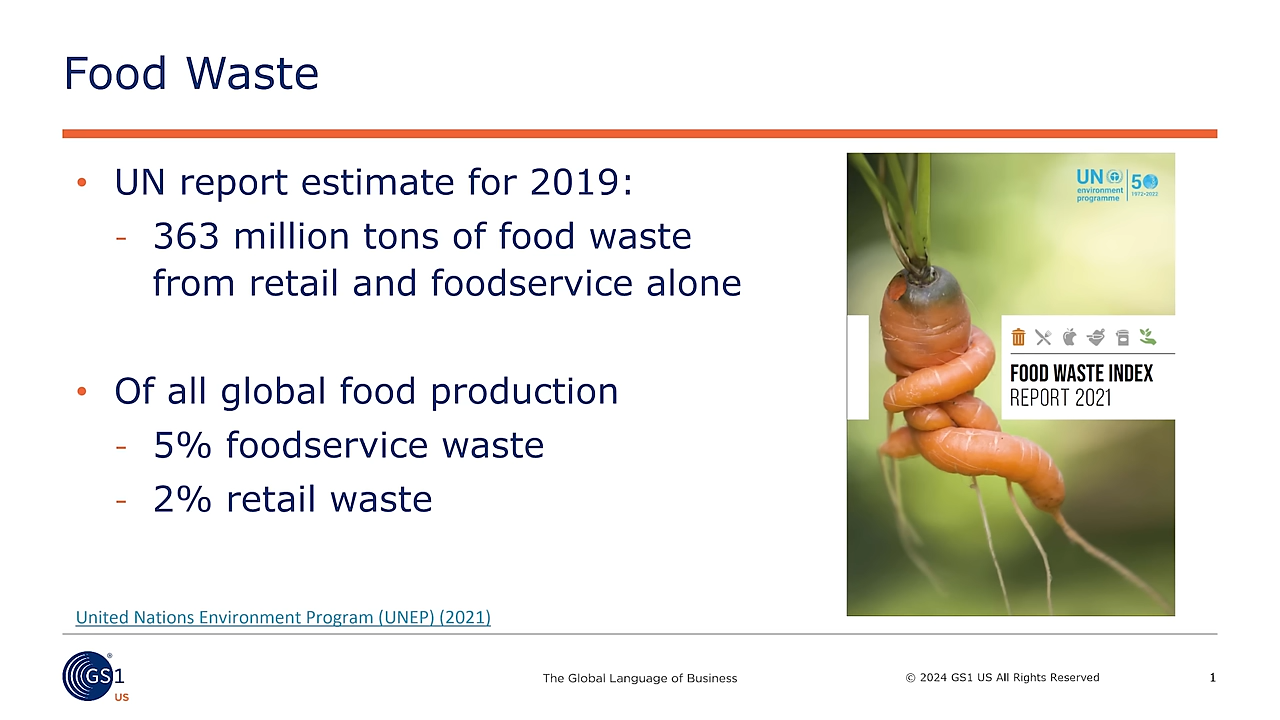 Food Waste
• UN report estimate for 2019:
- 363 million tons of food waste
from retail and foodservice alone
• Of all global food production
- 5% foodservice waste
- 2% retail waste
United Nations Environment Program (UNEP) (2021)
UN
environment
programme
50
1972-2022
FOOD WASTE INDEX
REPORT 2021
GS1 ®
US
The Global Language of Business
© 2024 GS1 US All Rights Reserved
1